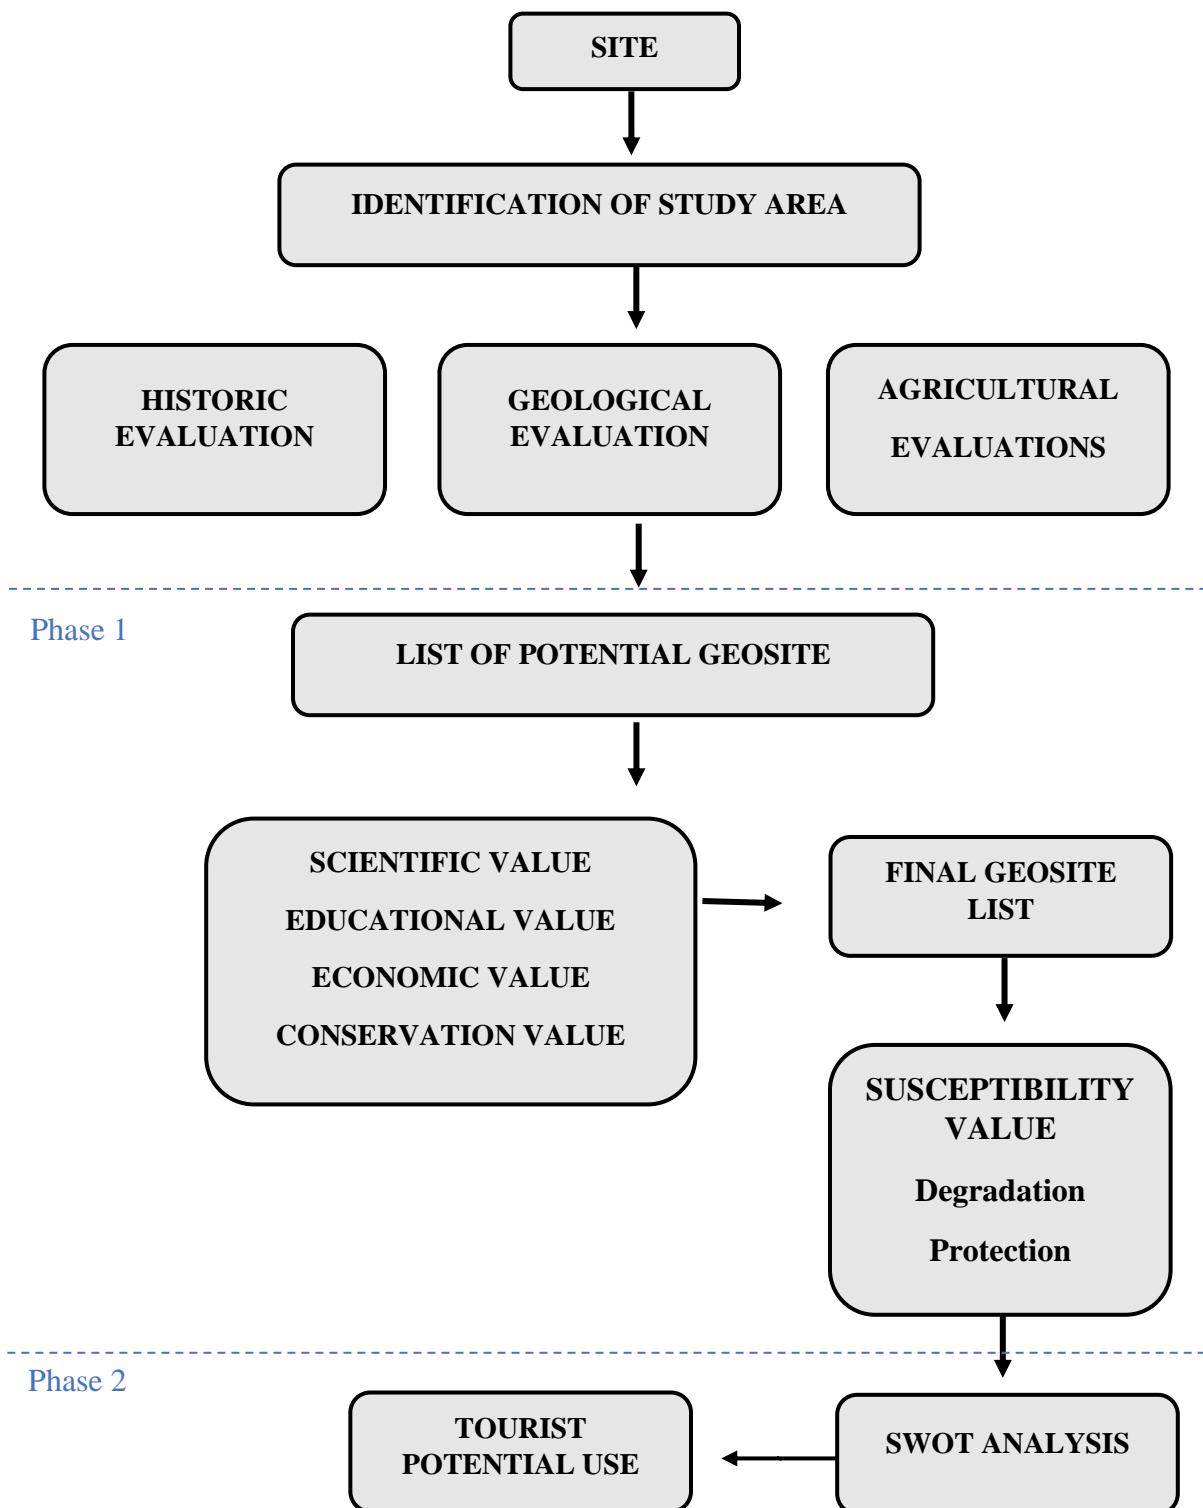 SITE
IDENTIFICATION OF STUDY AREA
HISTORIC
EVALUATION
GEOLOGICAL
EVALUATION
AGRICULTURAL
EVALUATIONS
Phase 1
LIST OF POTENTIAL GEOSITE
SCIENTIFIC VALUE
EDUCATIONAL VALUE
ECONOMIC VALUE
CONSERVATION VALUE
FINAL GEOSITE
LIST
SUSCEPTIBILITY
VALUE
Degradation
Protection
Phase 2
TOURIST
POTENTIAL USE
SWOT ANALYSIS